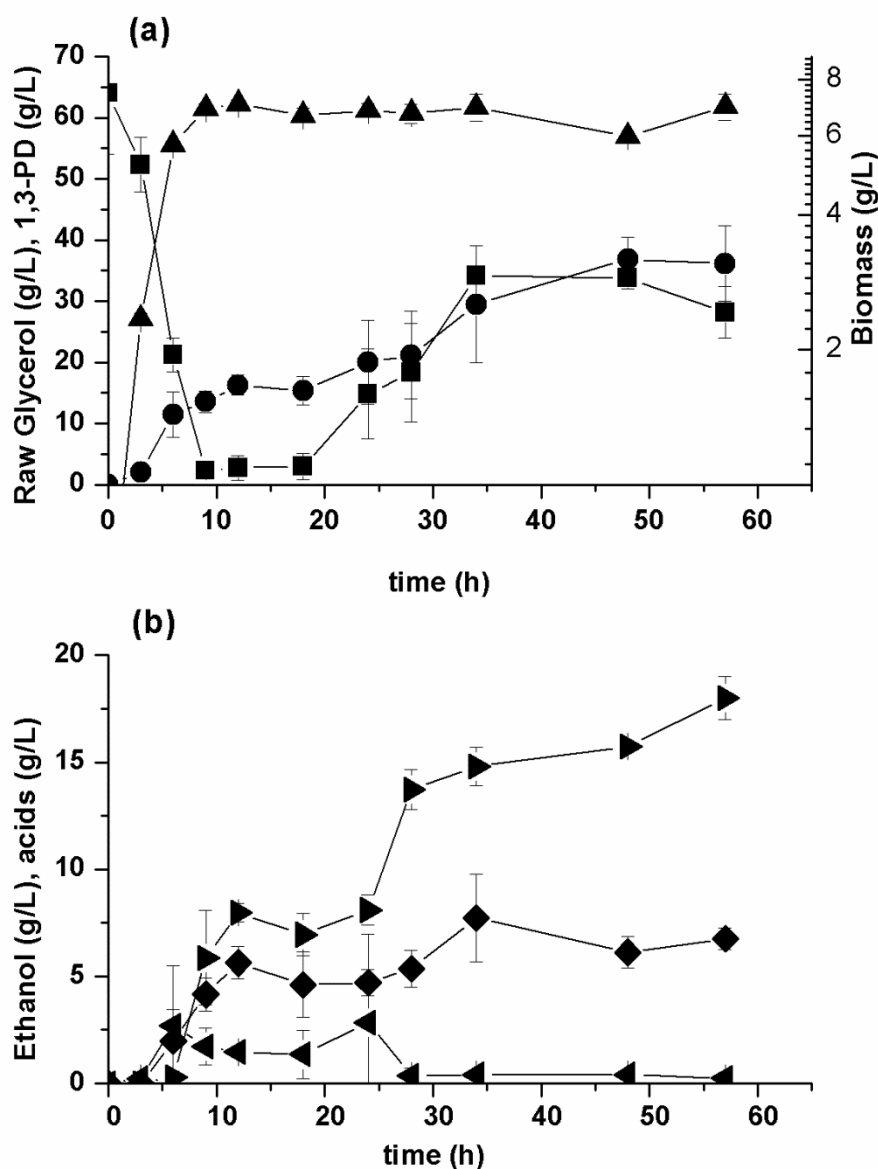 (a)
Raw Glycerol (g/L), 1,3-PD (g/L)
70
60
50
40
30
20
10
0
8
6
4
2
Biomass (g/L)
0 10 20 30 40 50 60
time (h)
(b)
Ethanol (g/L), acids (g/L)
20
15
10
5
0
0 10 20 30 40 50 60
time (h)